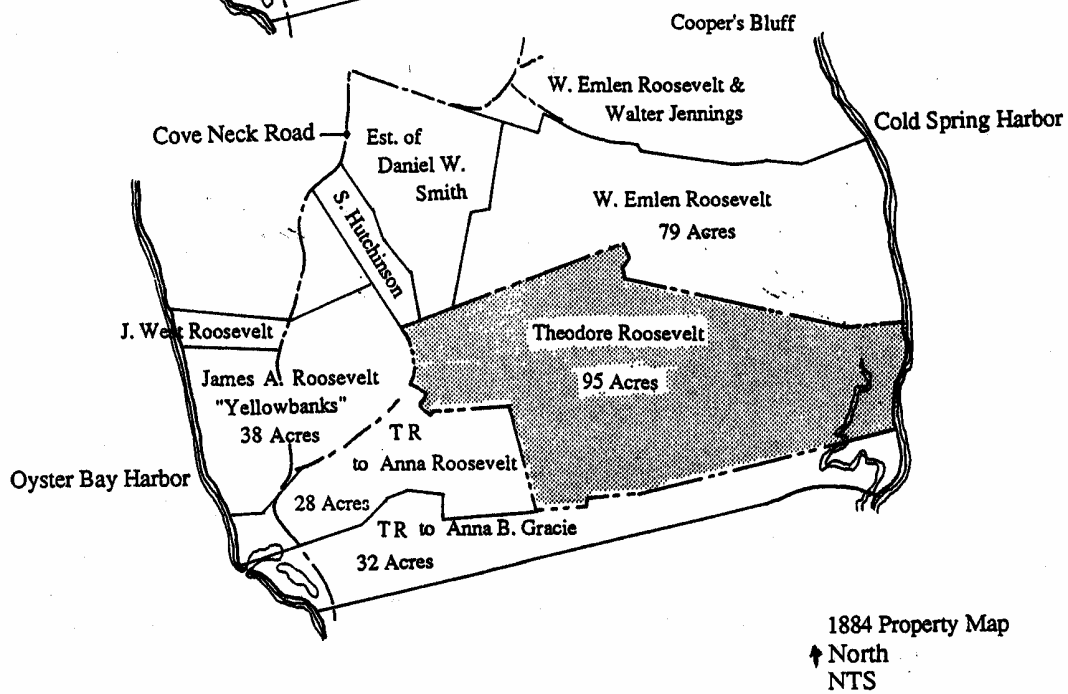 Cooper's Bluff
W. Emlen Roosevelt &
Walter Jennings
Cold Spring Harbor
Cove Neck Road
Est. of
Daniel W.
Smith
S. Hutchinson
W. Emlen Roosevelt
79 Acres
J. West Roosevelt
Theodore Roosevelt
95 Acres
James A. Roosevelt
"Yellowbanks"
38 Acres
TR
to Anna Roosevelt
28 Acres
Oyster Bay Harbor
TR to Anna B. Gracie
32 Acres
1884 Property Map
North
NTS